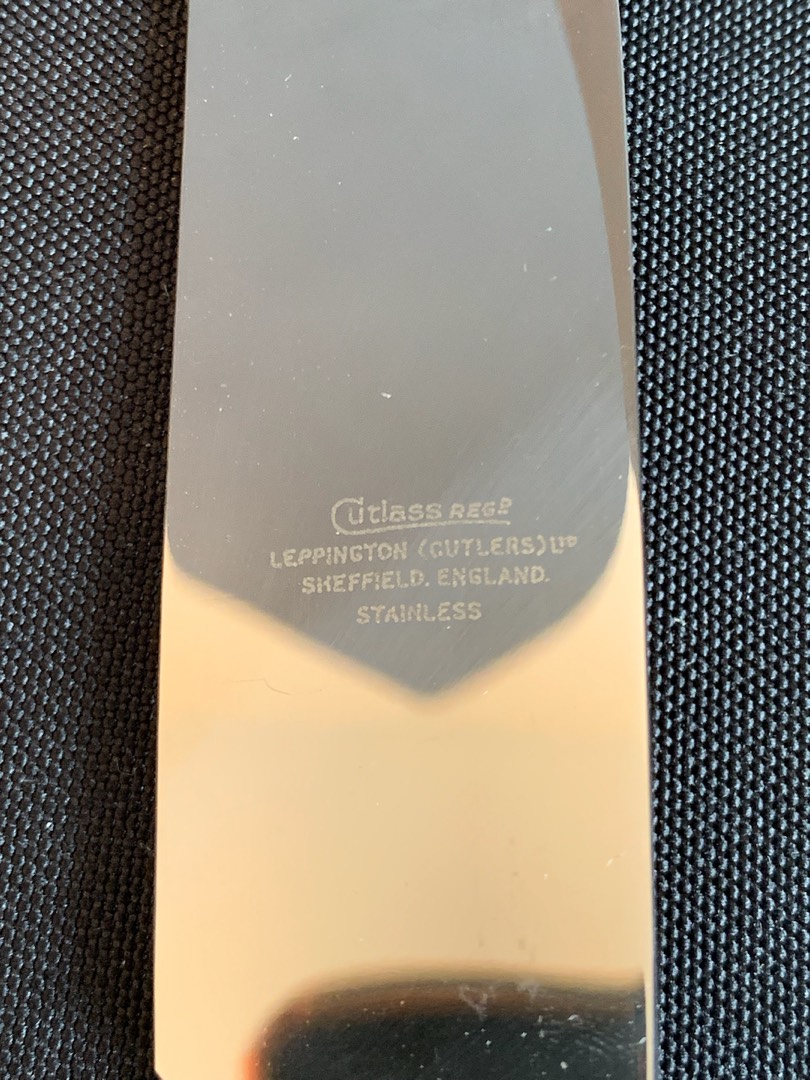 Cutlass REGD
LEPPINGTON (CUTLERS) LTD
SHEFFIELD. ENGLAND.
STAINLESS